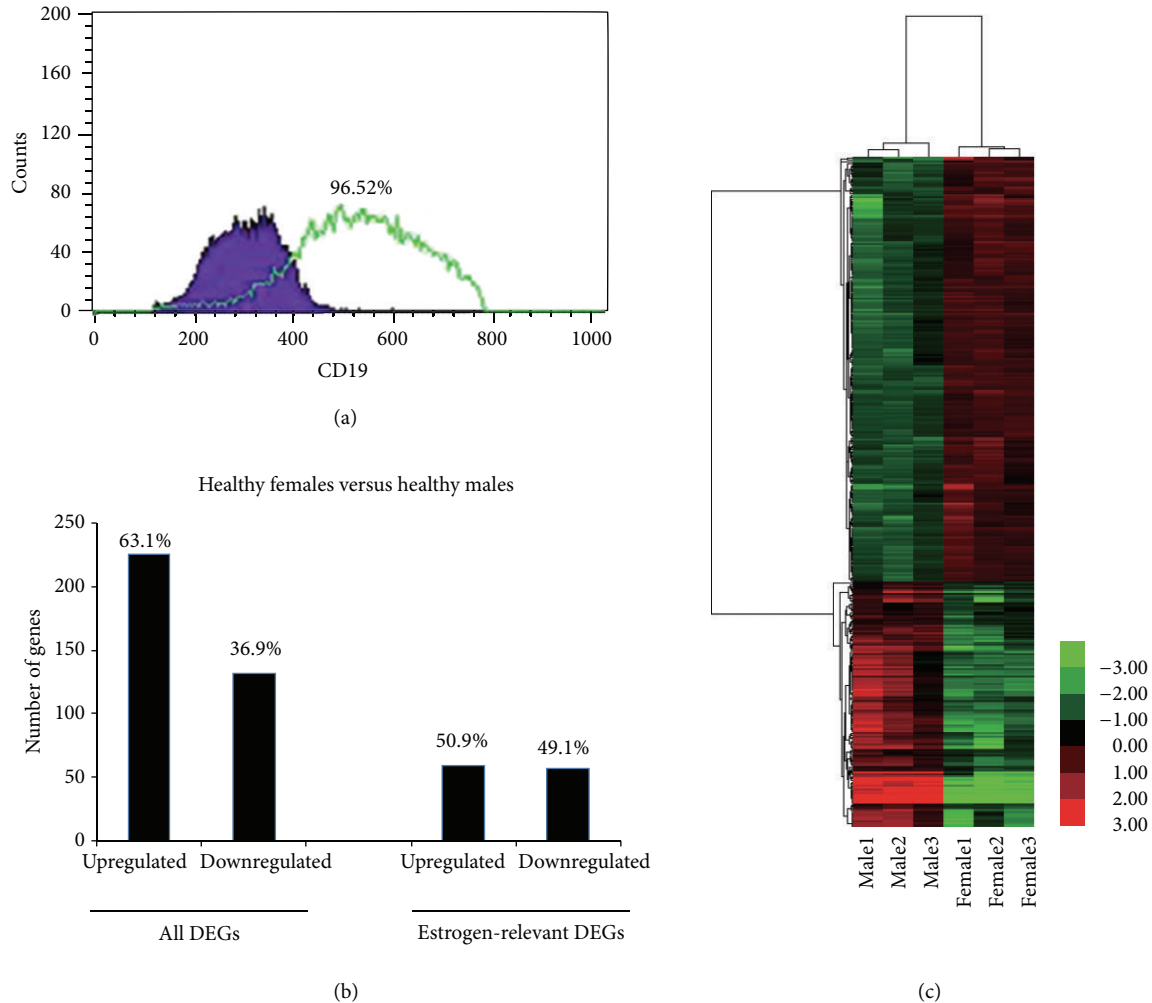 200
160
120
80
40
0
Counts
96.52%
0 200 400 600 800 1000
CD19
(a)
Healthy females versus healthy males
250
200
150
100
50
0
Number of genes
63.1%
36.9%
50.9%
49.1%
Upregulated Downregulated Upregulated Downregulated
All DEGs Estrogen-relevant DEGs
(b)
Male1
Male2
Male3
Female1
Female2
Female3
−3.00
−2.00
−1.00
0.00
1.00
2.00
3.00
(c)